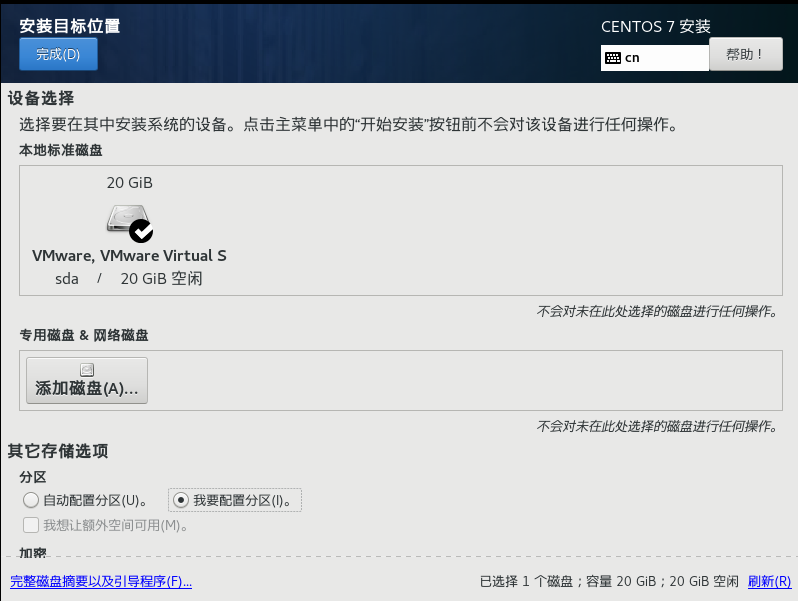 安装目标位置
CENTOS 7 安装
完成(D)
cn
帮助！
设备选择
选择要在其中安装系统的设备。点击主菜单中的“开始安装”按钮前不会对该设备进行任何操作。
本地标准磁盘
20 GiB
VMware, VMware Virtual S
sda / 20 GiB 空闲
不会对未在此处选择的磁盘进行任何操作。
专用磁盘 & 网络磁盘
添加磁盘(A)...
不会对未在此处选择的磁盘进行任何操作。
其它存储选项
分区
自动配置分区(U)。 我要配置分区(I)。
我想让额外空间可用(M)。
加密
完整磁盘摘要以及引导程序(F)... 已选择 1 个磁盘；容量 20 GiB；20 GiB 空闲 刷新(R)